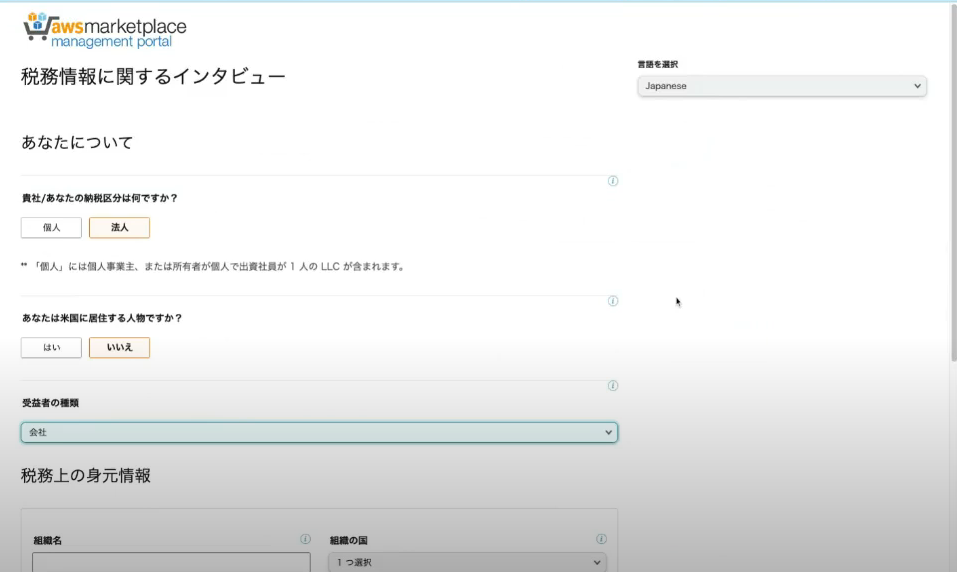 aws marketplace
management portal
税務情報に関するインタビュー
言語を選択
Japanese
あなたについて
貴社/あなたの納税区分は何ですか？
個人 法人
** 「個人」には個人事業主、または所有者が個人で出資社員が 1 人の LLC が含まれます。
あなたは米国に居住する人物ですか？
はい いいえ
受益者の種類
会社
税務上の身元情報
組織名 組織の国
1 つ選択